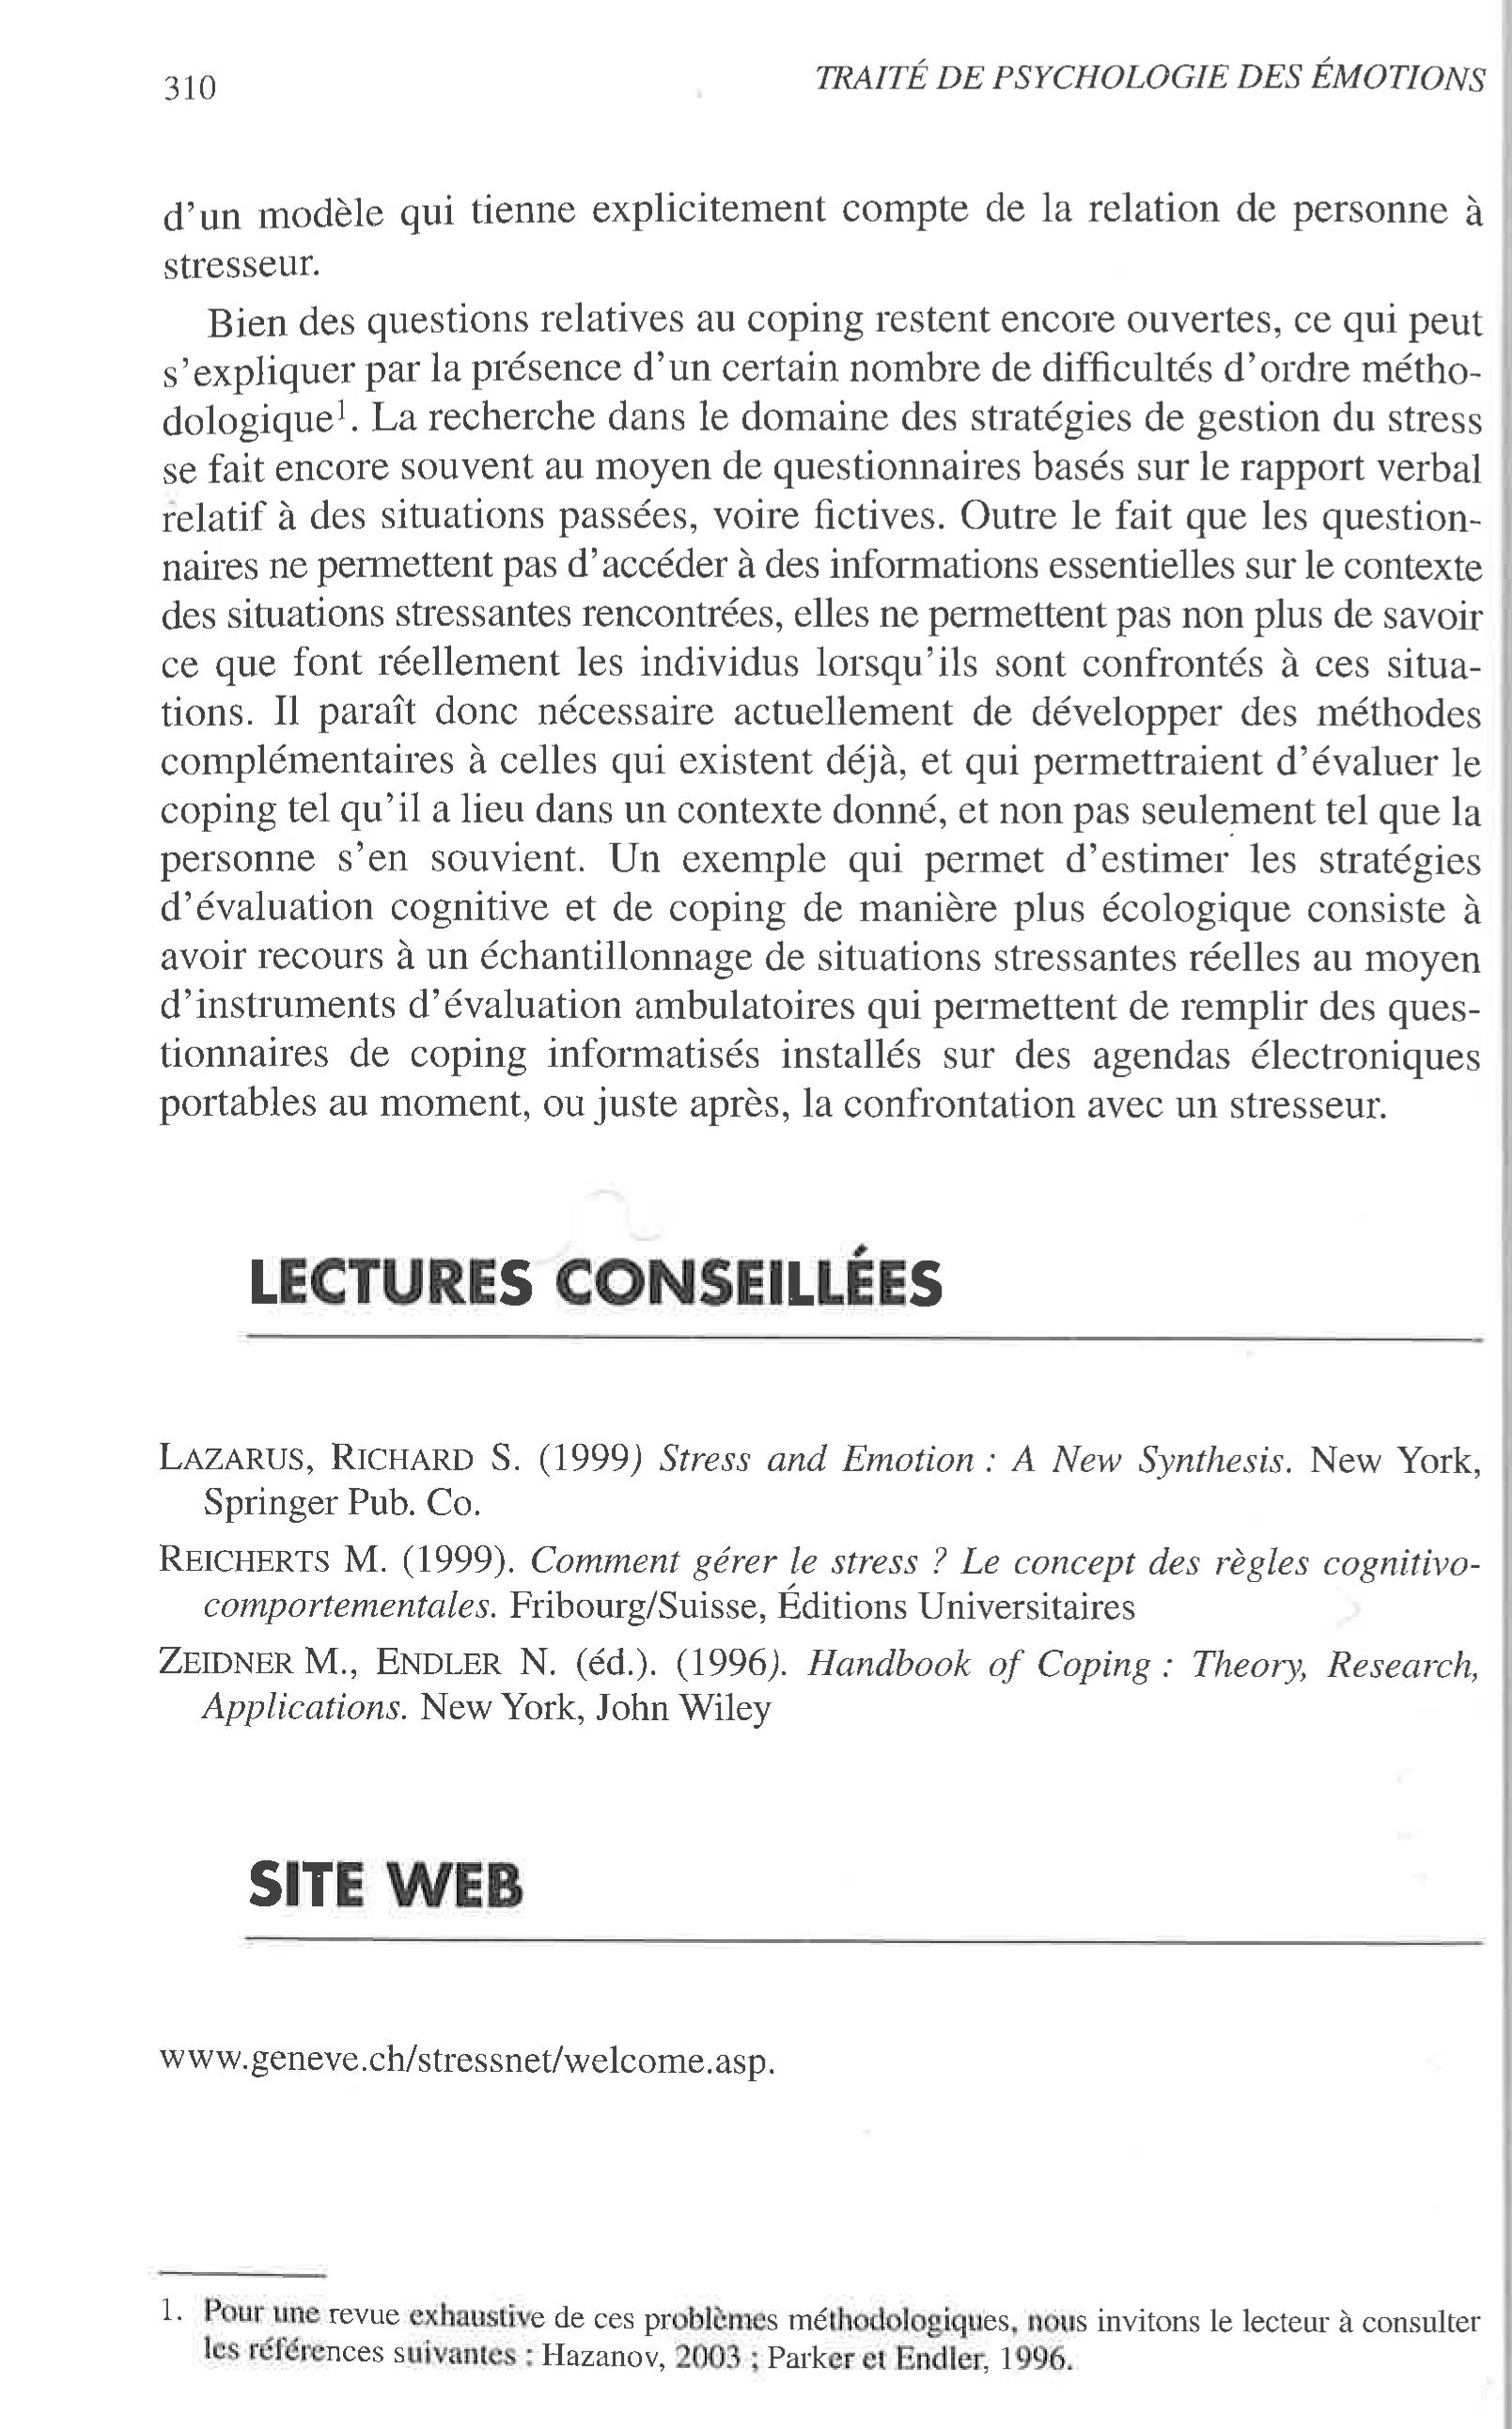 310
TRAITÉ DE PSYCHOLOGIE DES ÉMOTIONS
d'un modèle qui tienne explicitement compte de la relation de personne à
stresseur.
Bien des questions relatives au coping restent encore ouvertes, ce qui peut
s'expliquer par la présence d'un certain nombre de difficultés d'ordre métho-
dologique¹. La recherche dans le domaine des stratégies de gestion du stress
se fait encore souvent au moyen de questionnaires basés sur le rapport verbal
relatif à des situations passées, voire fictives. Outre le fait que les question-
naires ne permettent pas d'accéder à des informations essentielles sur le contexte
des situations stressantes rencontrées, elles ne permettent pas non plus de savoir
ce que font réellement les individus lorsqu'ils sont confrontés à ces situa-
tions. Il paraît donc nécessaire actuellement de développer des méthodes
complémentaires à celles qui existent déjà, et qui permettraient d'évaluer le
coping tel qu'il a lieu dans un contexte donné, et non pas seulement tel que la
personne s'en souvient. Un exemple qui permet d'estimer les stratégies
d'évaluation cognitive et de coping de manière plus écologique consiste à
avoir recours à un échantillonnage de situations stressantes réelles au moyen
d'instruments d'évaluation ambulatoires qui permettent de remplir des ques-
tionnaires de coping informatisés installés sur des agendas électroniques
portables au moment, ou juste après, la confrontation avec un stresseur.
LECTURES CONSEILLÉES
LAZARUS, RICHARD S. (1999) Stress and Emotion : A New Synthesis. New York,
Springer Pub. Co.
REICHERTS M. (1999). Comment gérer le stress ? Le concept des règles cognitivo-
comportementales. Fribourg/Suisse, Éditions Universitaires
ZEIDNER M., ENDLER N. (éd.). (1996). Handbook of Coping : Theory, Research,
Applications. New York, John Wiley
SITE WEB
www.geneve.ch/stressnet/welcome.asp.
1. Pour une revue exhaustive de ces problèmes méthodologiques, nous invitons le lecteur à consulter
les références suivantes : Hazanov, 2003 ; Parker et Endler, 1996.